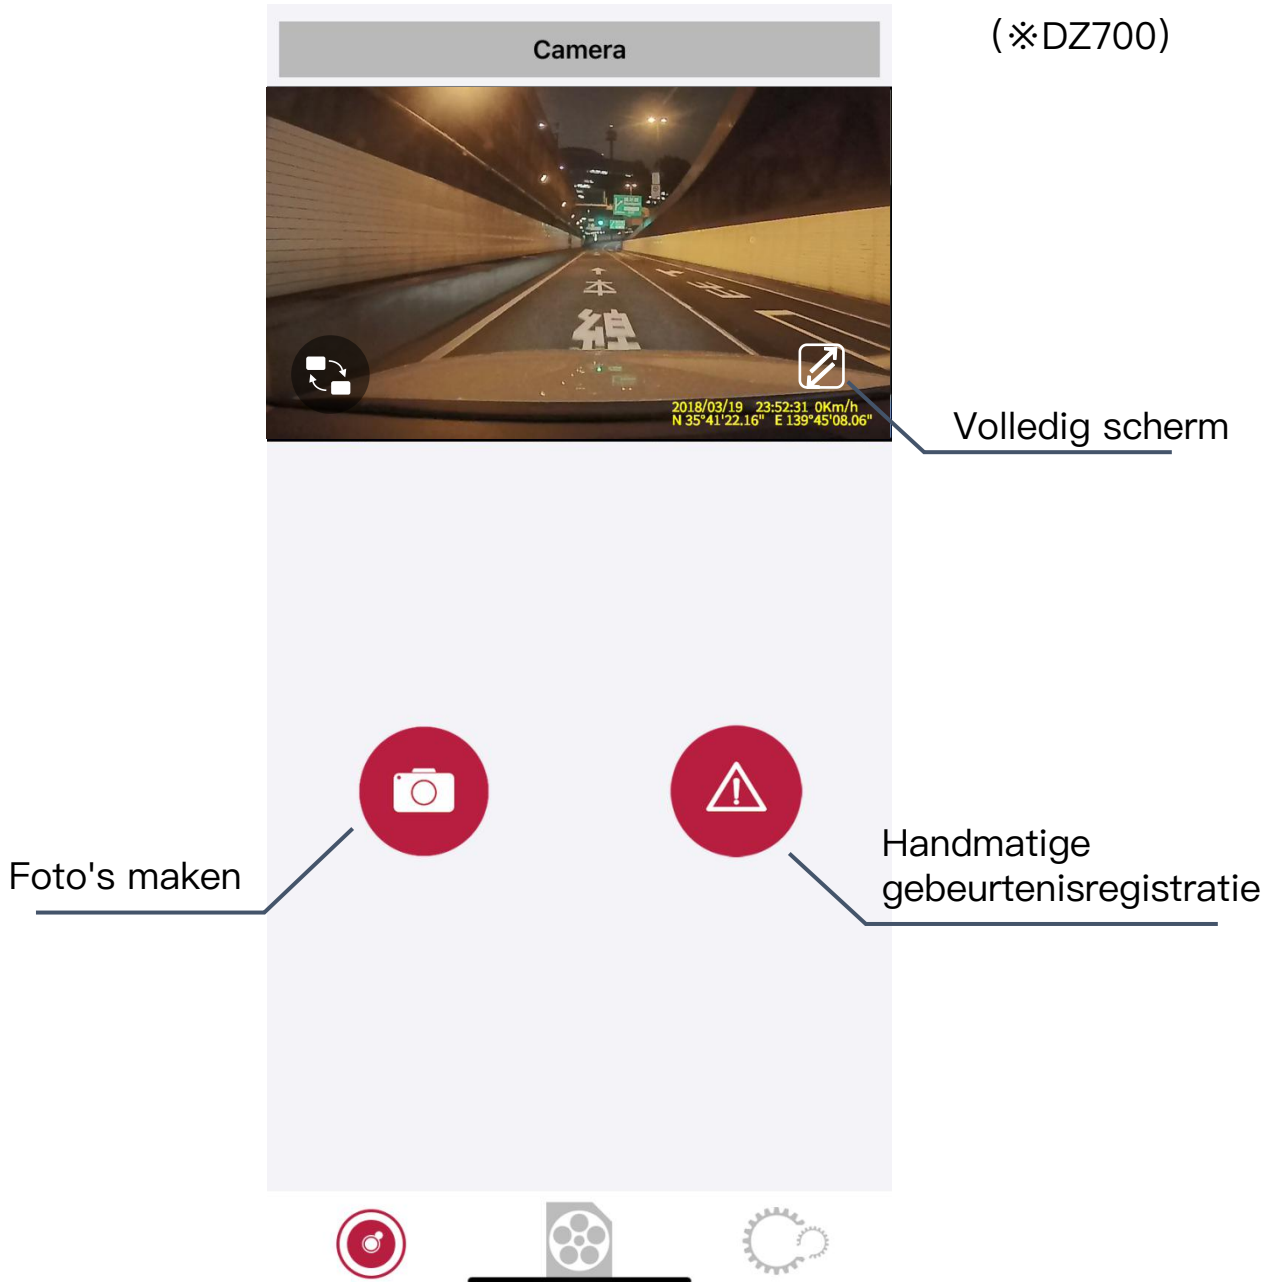 (※DZ700)
Camera
本
線
2018/03/19 23:52:31 0Km/h
N 35°41'22.16" E 139°45'08.06"
Volledig scherm
Foto's maken
Handmatige
gebeurtenisregistratie